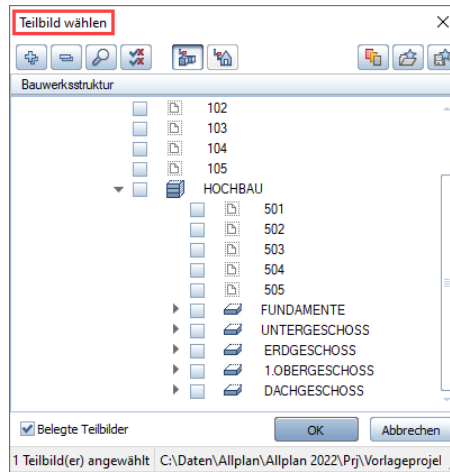 Teilbild wählen
Bauwerksstruktur
102
103
104
105
HOCHBAU
501
502
503
504
505
FUNDAMENTE
UNTERGESCHOSS
ERDGESCHOSS
1.OBERGESCHOSS
DACHGESCHOSS
Belegte Teilbilder
OK Abbrechen
1 Teilbild(er) angewählt C:\Daten\Allplan\Allplan 2022\Prj\Vorlageprojel